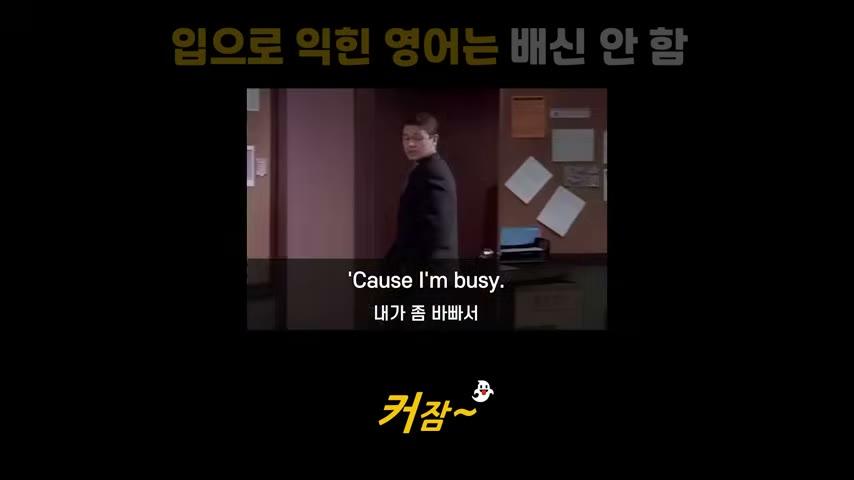 입으로 익힌 영어는 배신 안 함
'Cause I'm busy.
내가 좀 바빠서
커잠~